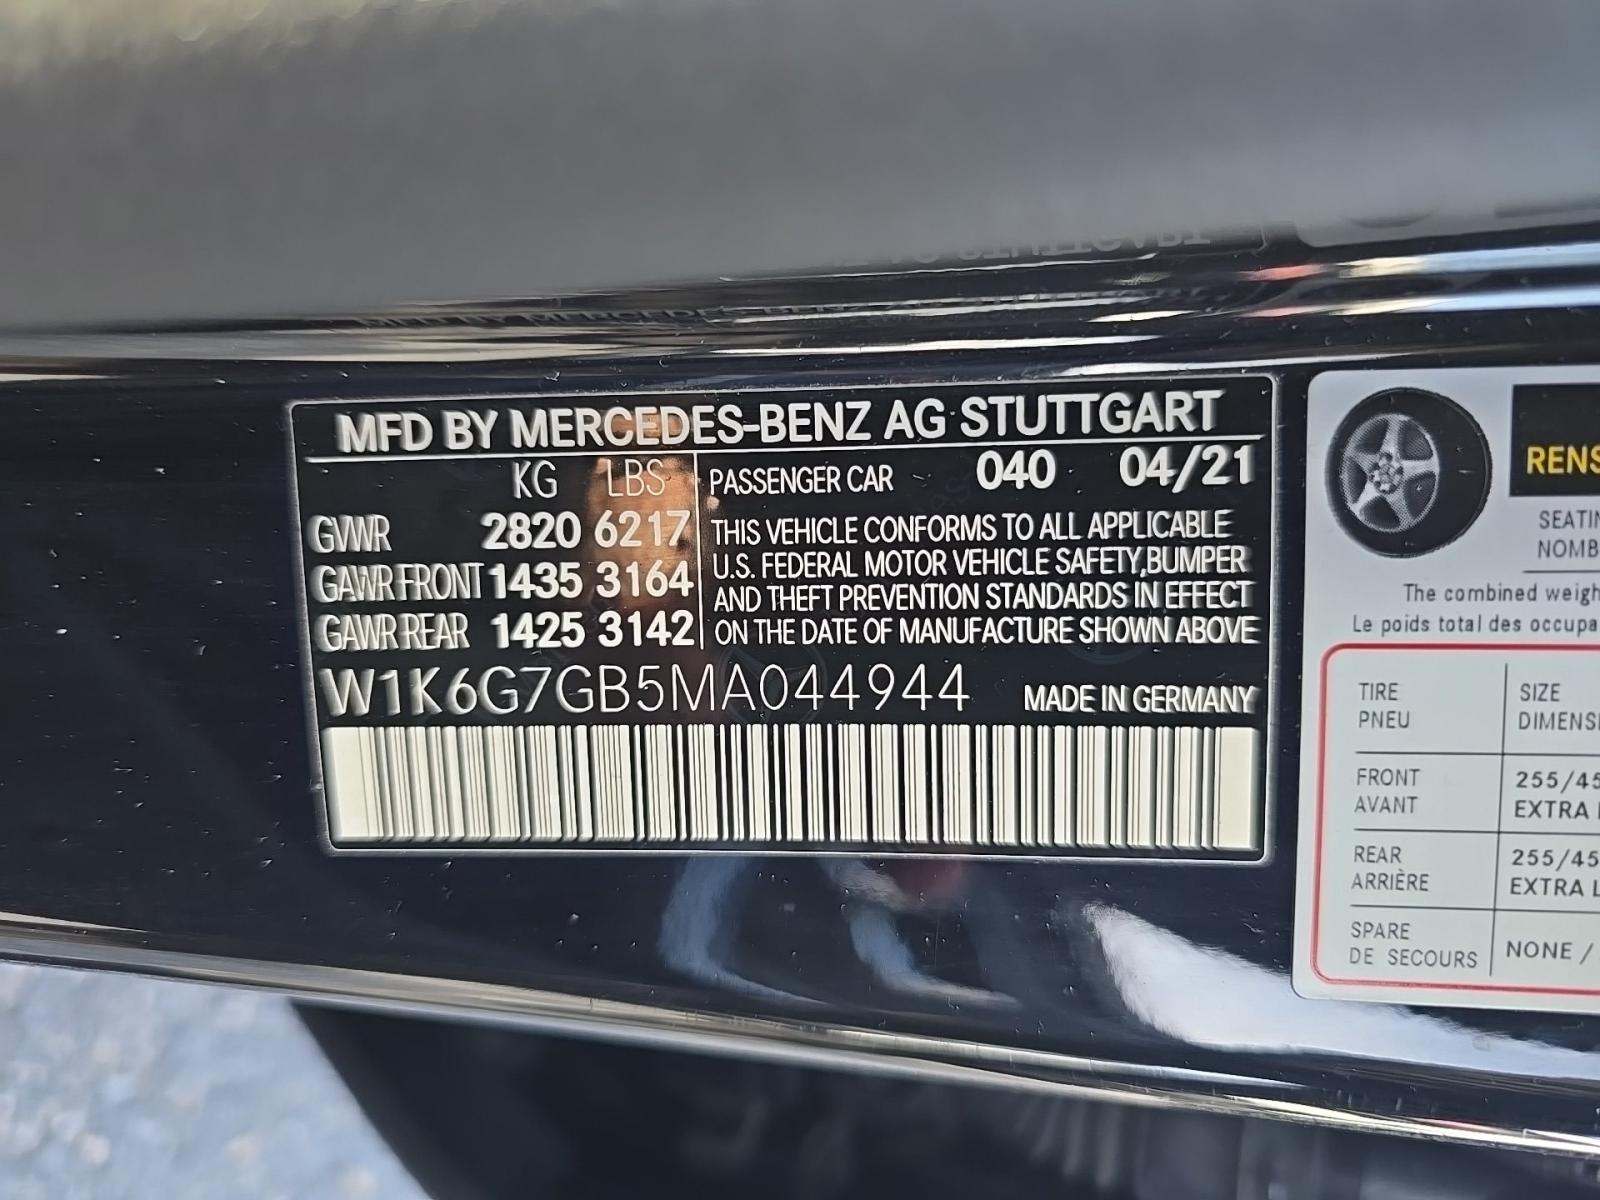 MFD BY MERCEDES-BENZ AG STUTTGART
KG LBS
GVWR 2820 6217
GAWR FRONT 1435 3164
GAWR REAR 1425 3142
PASSENGER CAR 040 04/21
THIS VEHICLE CONFORMS TO ALL APPLICABLE
U.S. FEDERAL MOTOR VEHICLE SAFETY,BUMPER
AND THEFT PREVENTION STANDARDS IN EFFECT
ON THE DATE OF MANUFACTURE SHOWN ABOVE
W1K6G7GB5MA044944 MADE IN GERMANY
RENS
SEATIN
NOMB
The combined weigh
Le poids total des occupa
TIRE SIZE
PNEU DIMENS
FRONT 255/45
AVANT EXTRA
REAR 255/45
ARRIÈRE EXTRA L
SPARE
DE SECOURS NONE /